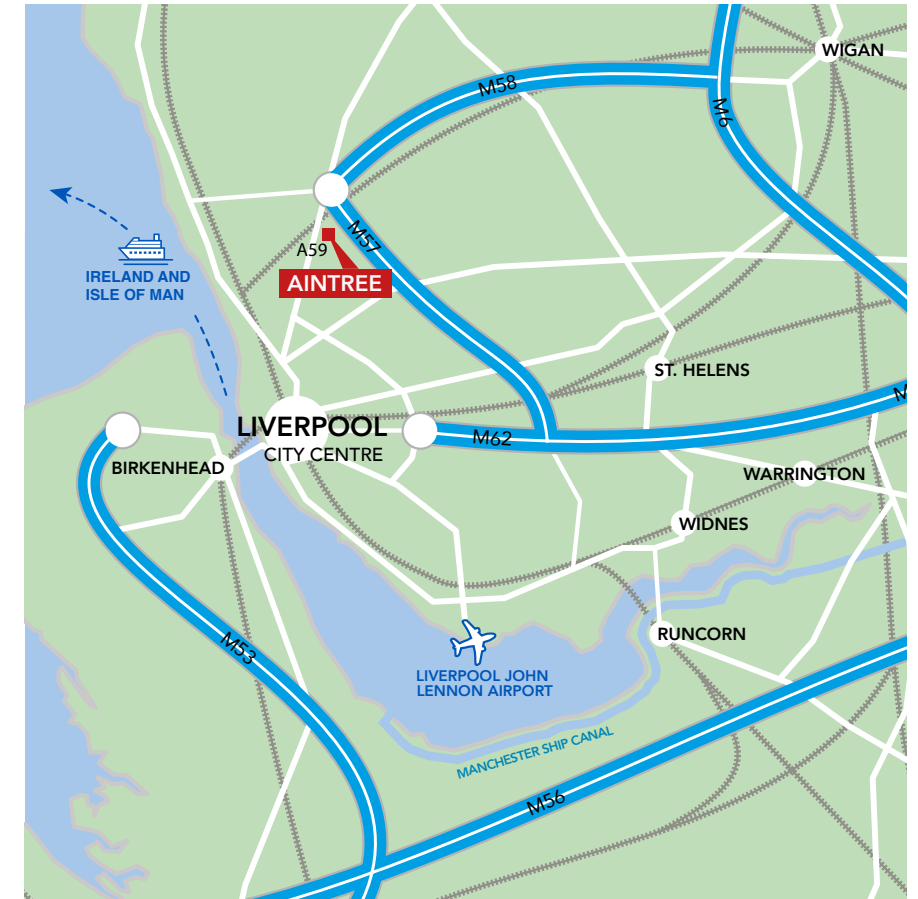 WIGAN
M58
M6
M57
A59
AINTREE
IRELAND AND
ISLE OF MAN
ST. HELENS
LIVERPOOL
CITY CENTRE
M62
BIRKENHEAD
WARRINGTON
WIDNES
RUNCORN
M53
LIVERPOOL JOHN
LENNON AIRPORT
MANCHESTER SHIP CANAL
M56